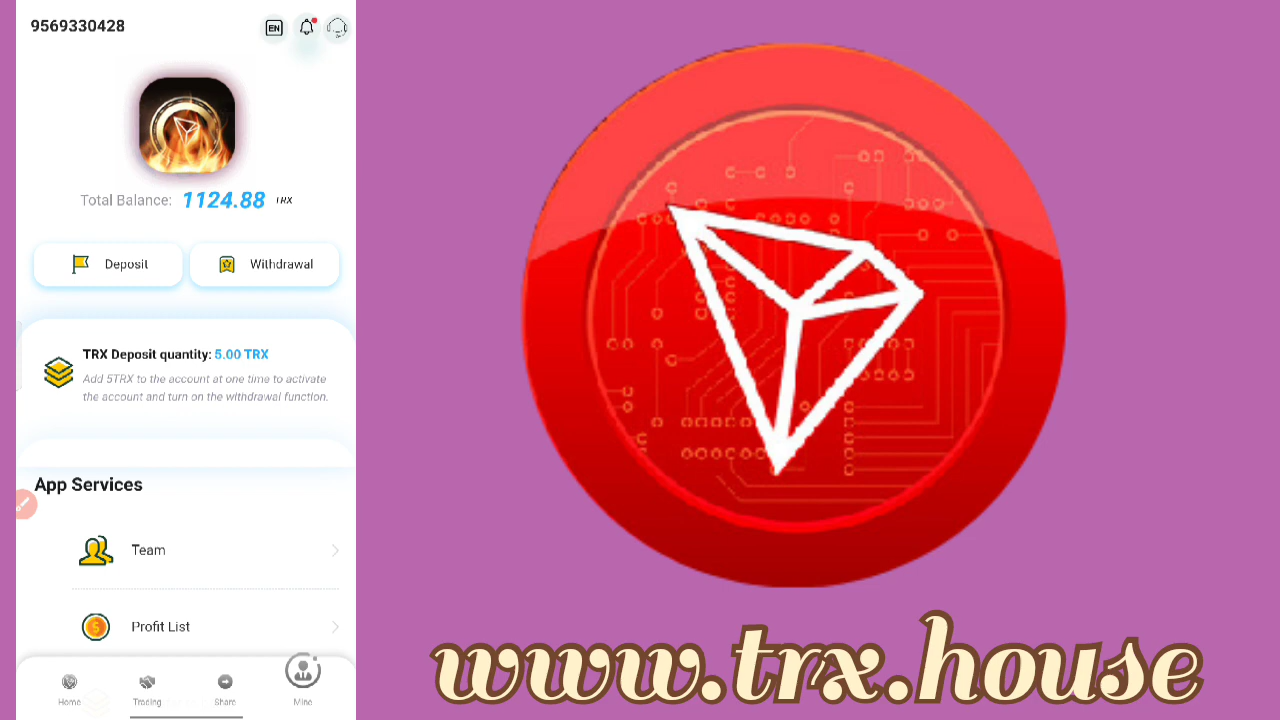 9569330428
EN
Total Balance: 1124.88 TRX
Deposit
Withdrawal
TRX Deposit quantity: 5.00 TRX
Add 5TRX to the account at one time to activate
the account and turn on the withdrawal function.
App Services
Team
Profit List
Home
Trading
Share
Mine
www.trx.house